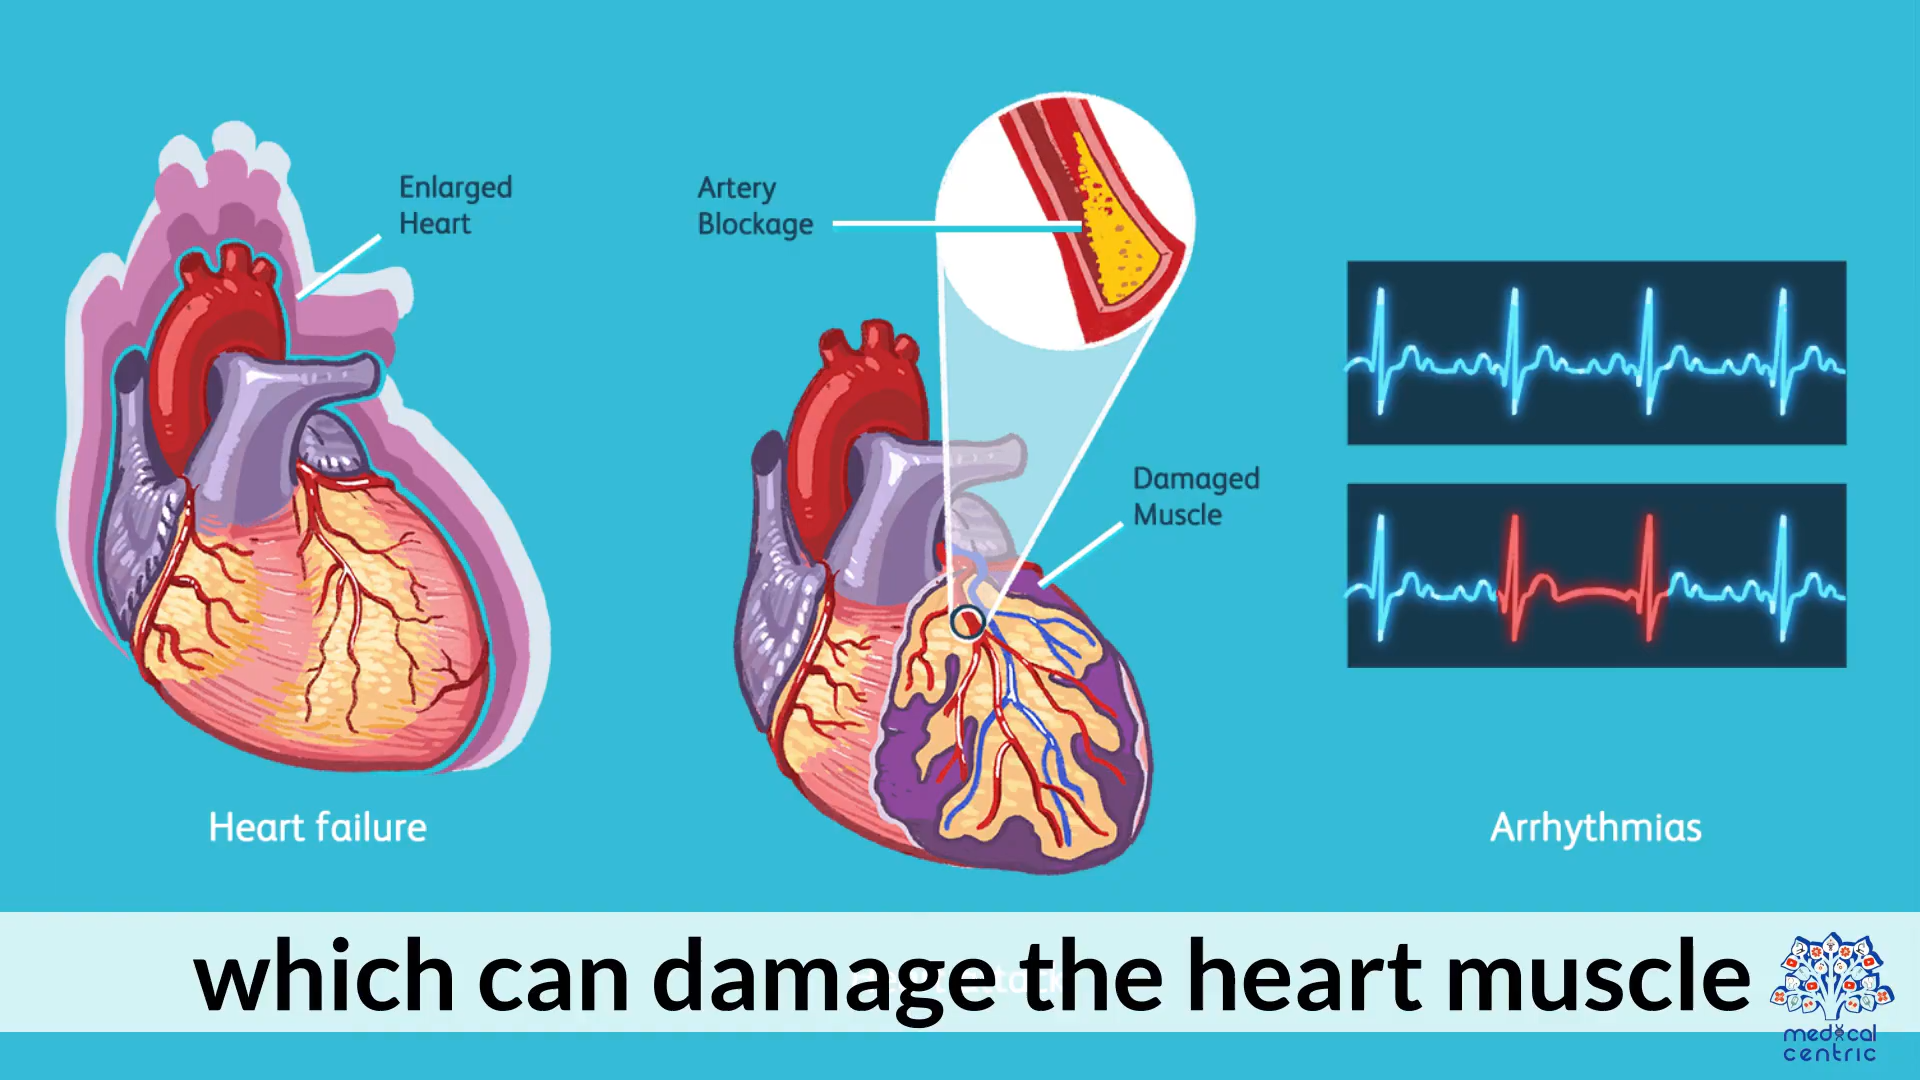 Enlarged
Heart
Artery
Blockage
Damaged
Muscle
Heart failure
Arrhythmias
which can damage the heart muscle
medical
centric